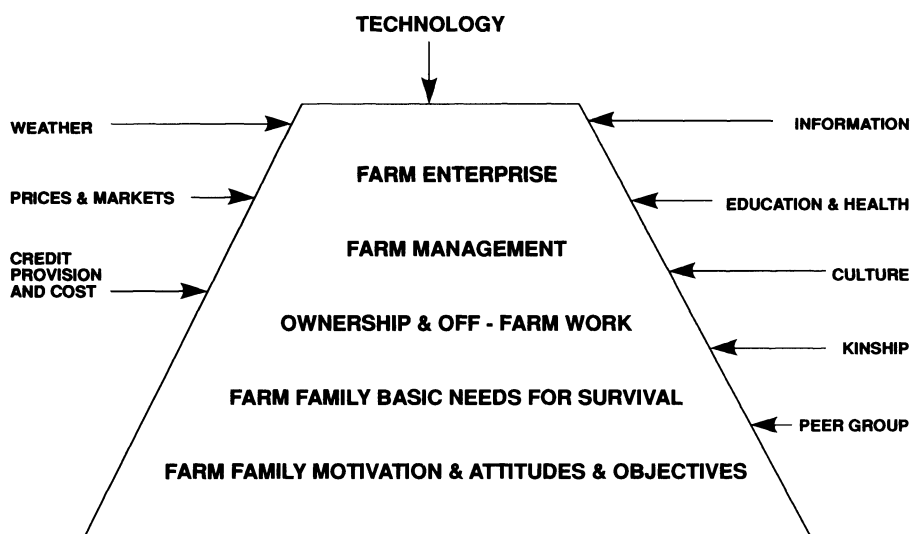 TECHNOLOGY
WEATHER
INFORMATION
FARM ENTERPRISE
PRICES & MARKETS
EDUCATION & HEALTH
FARM MANAGEMENT
CREDIT
PROVISION
AND COST
CULTURE
OWNERSHIP & OFF - FARM WORK
KINSHIP
FARM FAMILY BASIC NEEDS FOR SURVIVAL
PEER GROUP
FARM FAMILY MOTIVATION & ATTITUDES & OBJECTIVES